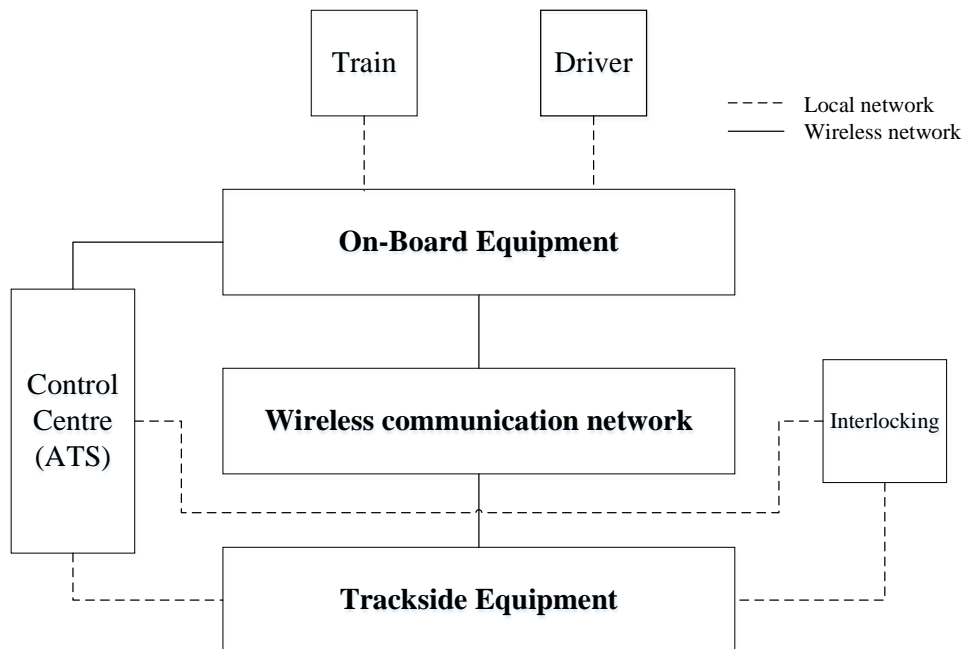 Train
Driver
Local network
Wireless network
On-Board Equipment
Control
Centre
(ATS)
Wireless communication network
Interlocking
Trackside Equipment